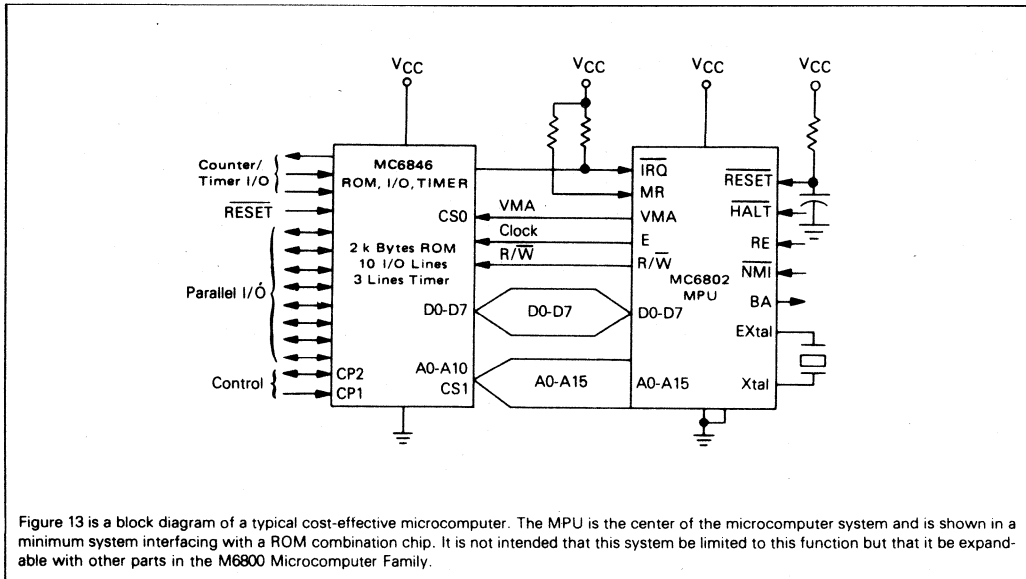 VCC VCC VCC VCC
Counter/
Timer I/O
RESET
Parallel I/O
Control
MC6846
ROM, I/O, TIMER
CS0
2 k Bytes ROM
10 I/O Lines
3 Lines Timer
D0-D7
A0-A10
CS1
CP2
CP1
VMA
Clock
R/W
D0-D7
A0-A15
IRQ
MR
VMA
E
R/W
MC6802
MPU
D0-D7
A0-A15
RESET
HALT
RE
NMI
BA
EXtal
Xtal
Figure 13 is a block diagram of a typical cost-effective microcomputer. The MPU is the center of the microcomputer system and is shown in a
minimum system interfacing with a ROM combination chip. It is not intended that this system be limited to this function but that it be expand-
able with other parts in the M6800 Microcomputer Family.